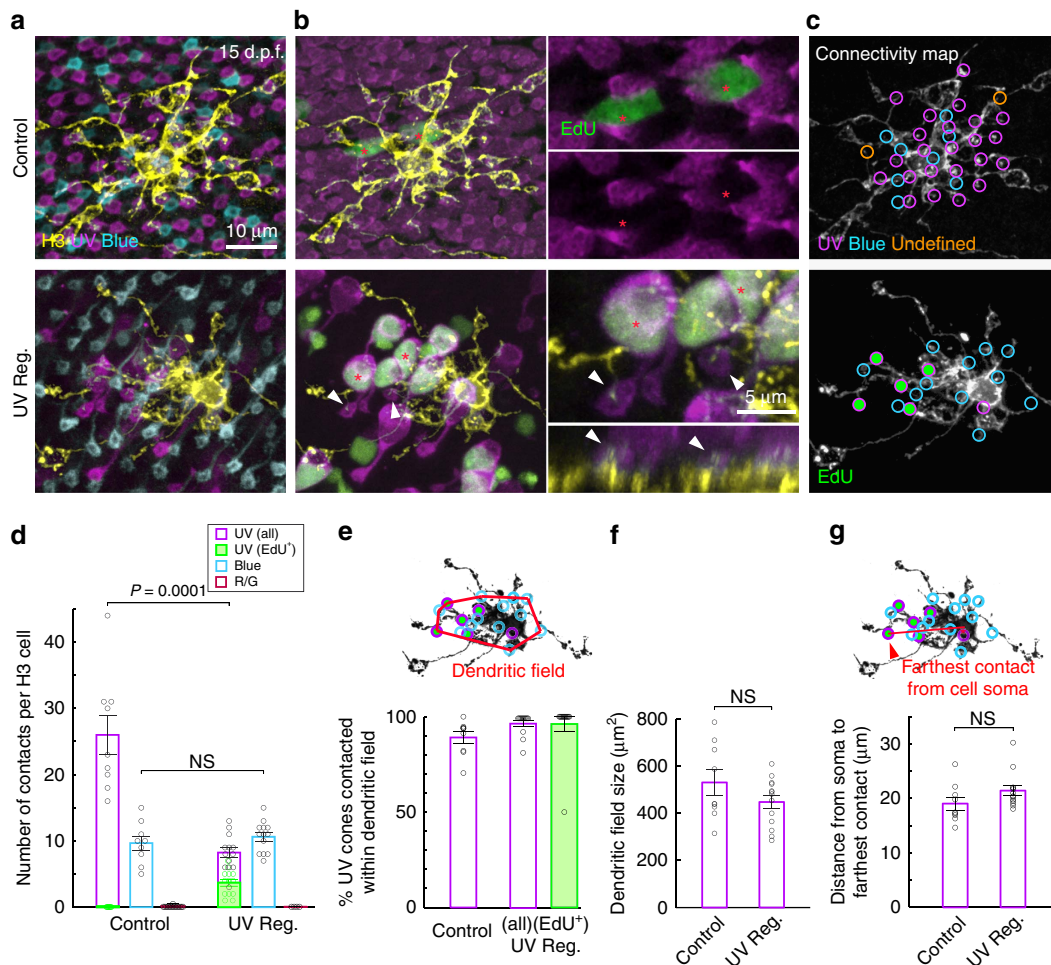 a
b
c
15 d.p.f.
Connectivity map
EdU
Control
H3 UV Blue
10 μm
UV Blue Undefined
UV Reg.
5 μm
EdU
d
UV (all)
UV (EdU+)
Blue
R/G
P = 0.0001
NS
Number of contacts per H3 cell
40
30
20
10
0
Control
UV Reg.
e
Dendritic field
% UV cones contacted
within dendritic field
100
50
0
Control
(all)(EdU+)
UV Reg.
f
NS
Dendritic field size (μm2)
800
600
400
200
0
Control
UV Reg.
g
Farthest contact
from cell soma
NS
Distance from soma to
farthest contact (μm)
30
20
10
0
Control
UV Reg.